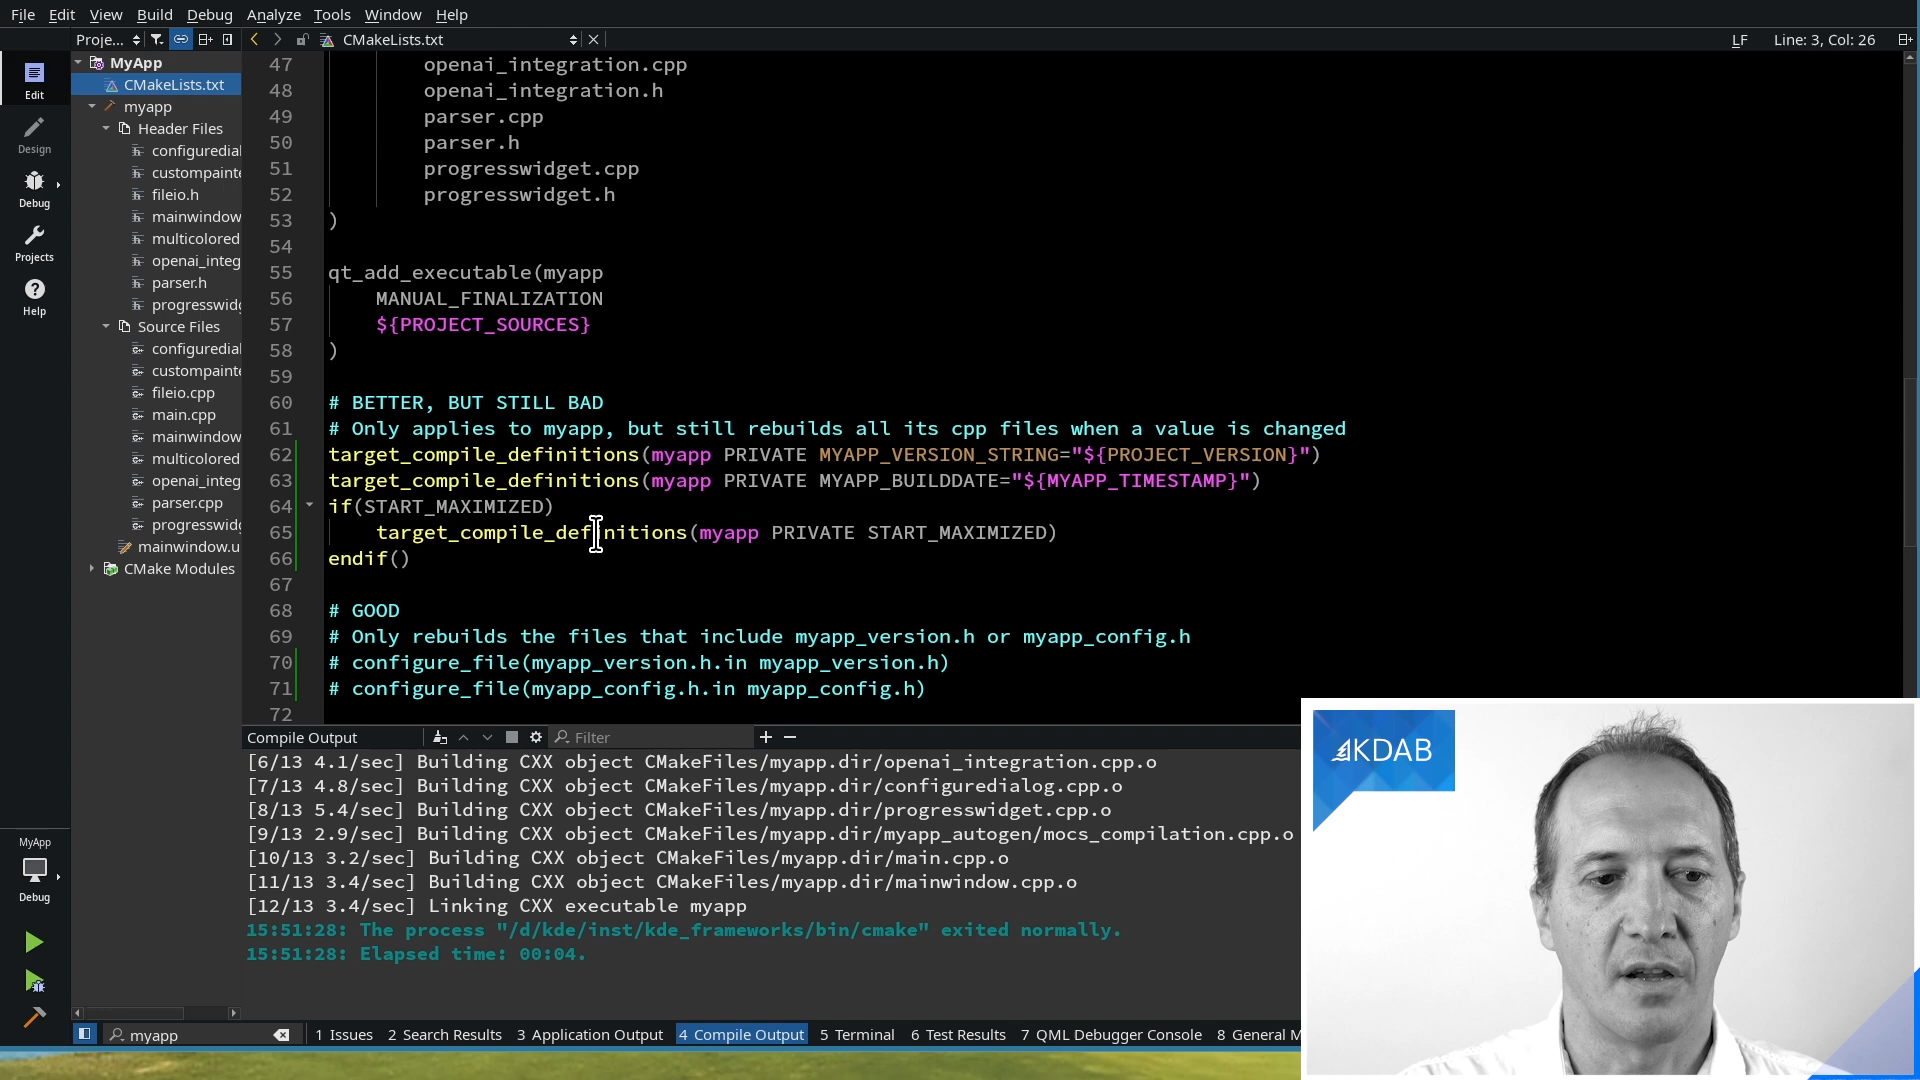 File Edit View Build Debug Analyze Tools Window Help
Proje... CMakeLists.txt LF Line: 3, Col: 26
MyApp
CMakeLists.txt
myapp
Header Files
configuredial
custompainte
fileio.h
mainwindow
multicolored
openai_integ
parser.h
progresswidg
Source Files
configuredial
custompainte
fileio.cpp
main.cpp
mainwindow
multicolored
openai_integ
parser.cpp
progresswidg
mainwindow.u
CMake Modules
Edit
Design
Debug
Projects
Help
MyApp
Debug
47 openai_integration.cpp
48 openai_integration.h
49 parser.cpp
50 parser.h
51 progresswidget.cpp
52 progresswidget.h
53 )
54
55 qt_add_executable(myapp
56 MANUAL_FINALIZATION
57 ${PROJECT_SOURCES}
58 )
59
60 # BETTER, BUT STILL BAD
61 # Only applies to myapp, but still rebuilds all its cpp files when a value is changed
62 target_compile_definitions(myapp PRIVATE MYAPP_VERSION_STRING="${PROJECT_VERSION}")
63 target_compile_definitions(myapp PRIVATE MYAPP_BUILDDATE="${MYAPP_TIMESTAMP}")
64 if(START_MAXIMIZED)
65 target_compile_definitions(myapp PRIVATE START_MAXIMIZED)
66 endif()
67
68 # GOOD
69 # Only rebuilds the files that include myapp_version.h or myapp_config.h
70 # configure_file(myapp_version.h.in myapp_version.h)
71 # configure_file(myapp_config.h.in myapp_config.h)
72
Compile Output Filter
[6/13 4.1/sec] Building CXX object CMakeFiles/myapp.dir/openai_integration.cpp.o
[7/13 4.8/sec] Building CXX object CMakeFiles/myapp.dir/configuredialog.cpp.o
[8/13 5.4/sec] Building CXX object CMakeFiles/myapp.dir/progresswidget.cpp.o
[9/13 2.9/sec] Building CXX object CMakeFiles/myapp.dir/myapp_autogen/mocs_compilation.cpp.o
[10/13 3.2/sec] Building CXX object CMakeFiles/myapp.dir/main.cpp.o
[11/13 3.4/sec] Building CXX object CMakeFiles/myapp.dir/mainwindow.cpp.o
[12/13 3.4/sec] Linking CXX executable myapp
15:51:28: The process "/d/kde/inst/kde_frameworks/bin/cmake" exited normally.
15:51:28: Elapsed time: 00:04.
KDAB
myapp 1 Issues 2 Search Results 3 Application Output 4 Compile Output 5 Terminal 6 Test Results 7 QML Debugger Console 8 General M